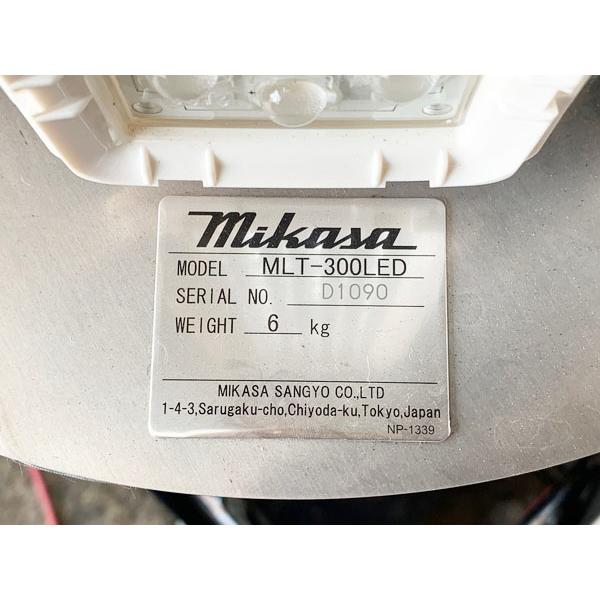 mikasa
MODEL MLT-300LED
SERIAL NO. D1090
WEIGHT 6 kg
MIKASA SANGYO CO.,LTD
1-4-3,Sarugaku-cho,Chiyoda-ku,Tokyo,Japan
NP-1339